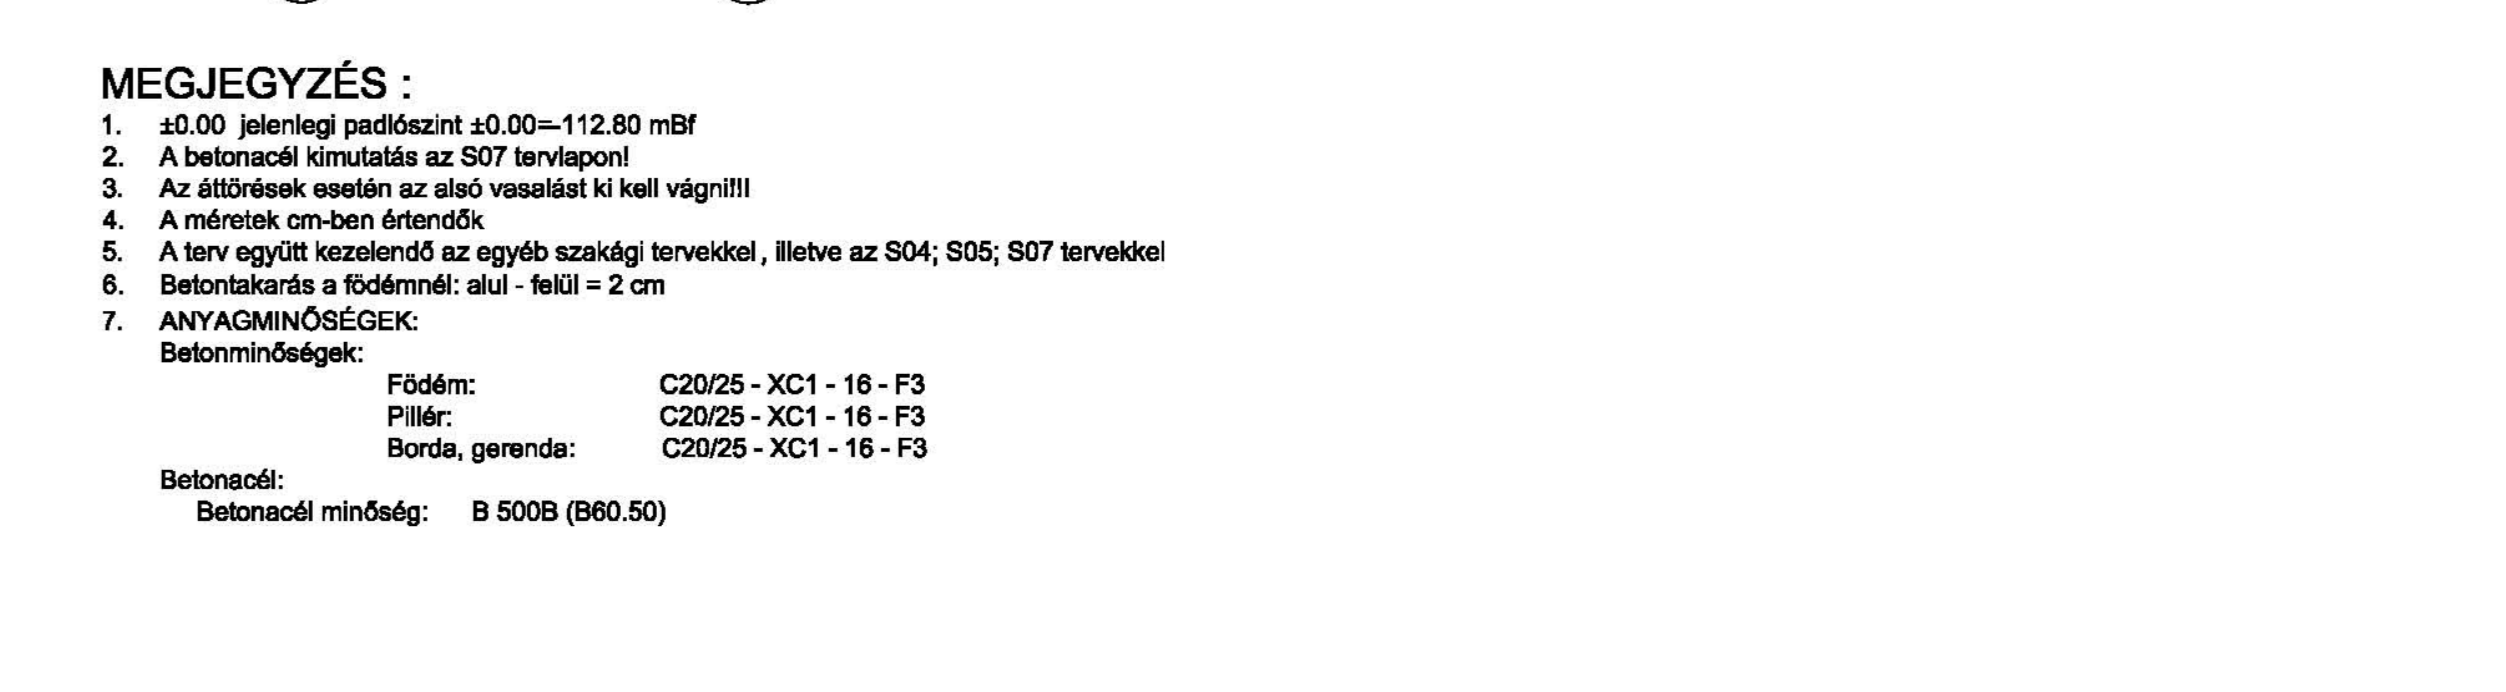 MEGJEGYZÉS :
1. ±0.00 jelenlegi padlószint ±0.00=-112.80 mBf
2. A betonacél kimutatás az S07 tervlapon!
3. Az áttörések esetén az alsó vasalást ki kell vágni!!!
4. A méretek cm-ben értendők
5. A terv együtt kezelendő az egyéb szakági tervekkel, illetve az S04; S05; S07 tervekkel
6. Betontakarás a födémnél: alul - felül = 2 cm
7. ANYAGMINŐSÉGEK:
Betonminőségek:
Födém: C20/25 - XC1 - 16 - F3
Pillér: C20/25 - XC1 - 16 - F3
Borda, gerenda: C20/25 - XC1 - 16 - F3
Betonacél:
Betonacél minőség: B 500B (B60.50)